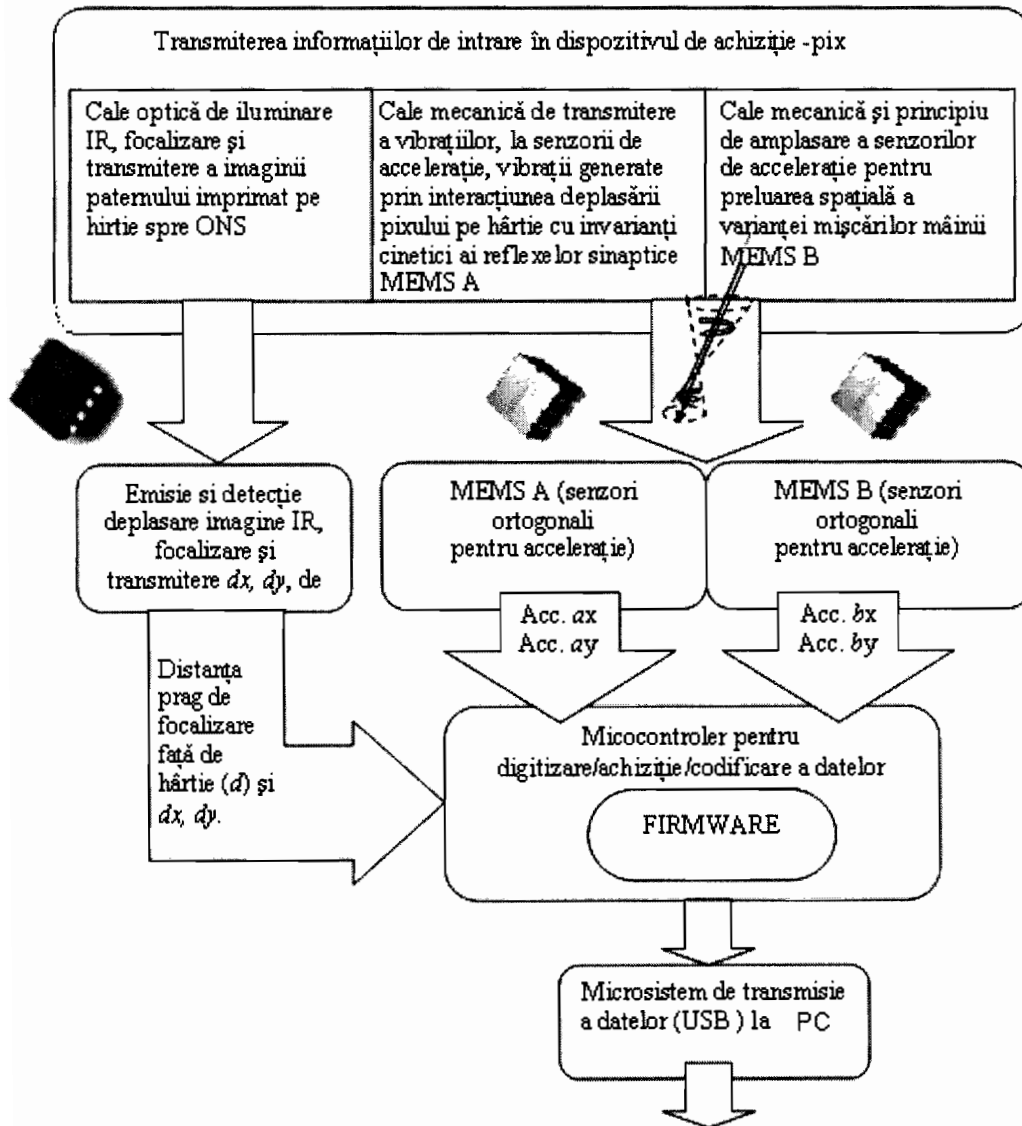 Transmiterea informațiilor de intrare în dispozitivul de achiziție -pix
Cale optică de iluminare
IR, focalizare și
transmitere a imaginii
paternului imprimat pe
hirtie spre ONS
Cale mecanică de transmitere
a vibrațiilor, la senzorii de
accelerație, vibrații generate
prin interacțiunea deplasării
pixului pe hârtie cu invarianți
cinetici ai reflexelor sinaptice
MEMS A
Cale mecanică și principiu
de amplasare a senzorilor
de accelerație pentru
preluarea spațială a
varianței mișcărilor mâinii
MEMS B
Emisie si detecție
deplasare imagine IR,
focalizare și
transmitere dx, dy, de
MEMS A (senzori
ortogonali
pentru accelerație)
MEMS B (senzori
ortogonali
pentru accelerație)
Acc. ax
Acc. ay
Acc. bx
Acc. by
Distanța
prag de
focalizare
față de
hârtie (d) și
dx, dy.
Micocontroler pentru
digitizare/achiziție/codificare a datelor
FIRMWARE
Microsistem de transmisie
a datelor (USB ) la PC